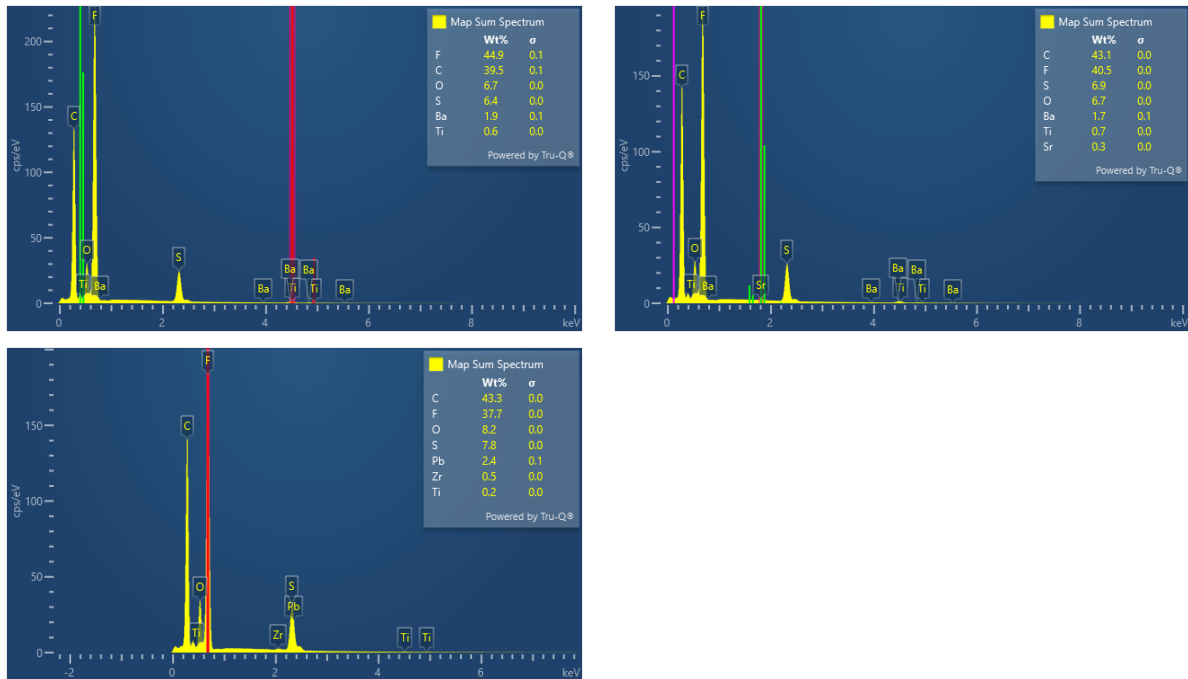 Map Sum Spectrum
Wt% σ
F 44.9 0.1
C 39.5 0.1
O 6.7 0.0
S 6.4 0.0
Ba 1.9 0.1
Ti 0.6 0.0
Powered by Tru-Q®
cps/eV
200
150
100
50
0
F
C
O
Ti
Ba
S
Ba
Ba
Ti
Ba
Ti
Ba
0 2 4 6 8 keV
Map Sum Spectrum
Wt% σ
C 43.1 0.0
F 40.5 0.0
S 6.9 0.0
O 6.7 0.0
Ba 1.7 0.1
Ti 0.7 0.0
Sr 0.3 0.0
Powered by Tru-Q®
cps/eV
150
100
50
0
F
C
O
Ti
Ba
Sr
S
Ba
Ba
Ti
Ba
Ti
Ba
0 2 4 6 8 keV
Map Sum Spectrum
Wt% σ
C 43.3 0.0
F 37.7 0.0
O 8.2 0.0
S 7.8 0.0
Pb 2.4 0.1
Zr 0.5 0.0
Ti 0.2 0.0
Powered by Tru-Q®
cps/eV
150
100
50
0
F
C
O
Ti
Zr
S
Pb
Ti
Ti
-2 0 2 4 6 keV